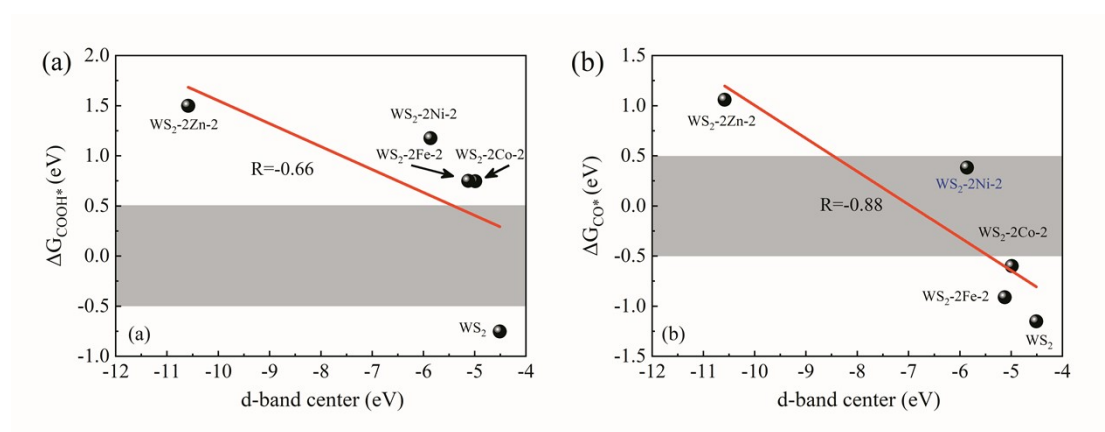 (a)
2.0
1.5
1.0
0.5
0.0
-0.5
-1.0
ΔG_COOH* (eV)
WS₂-2Zn-2
WS₂-2Ni-2
WS₂-2Fe-2 WS₂-2Co-2
R=-0.66
WS₂
(a)
-12 -11 -10 -9 -8 -7 -6 -5 -4
d-band center (eV)
(b)
1.5
1.0
0.5
0.0
-0.5
-1.0
-1.5
ΔG_CO* (eV)
WS₂-2Zn-2
WS₂-2Ni-2
R=-0.88
WS₂-2Co-2
WS₂-2Fe-2
WS₂
(b)
-12 -11 -10 -9 -8 -7 -6 -5 -4
d-band center (eV)